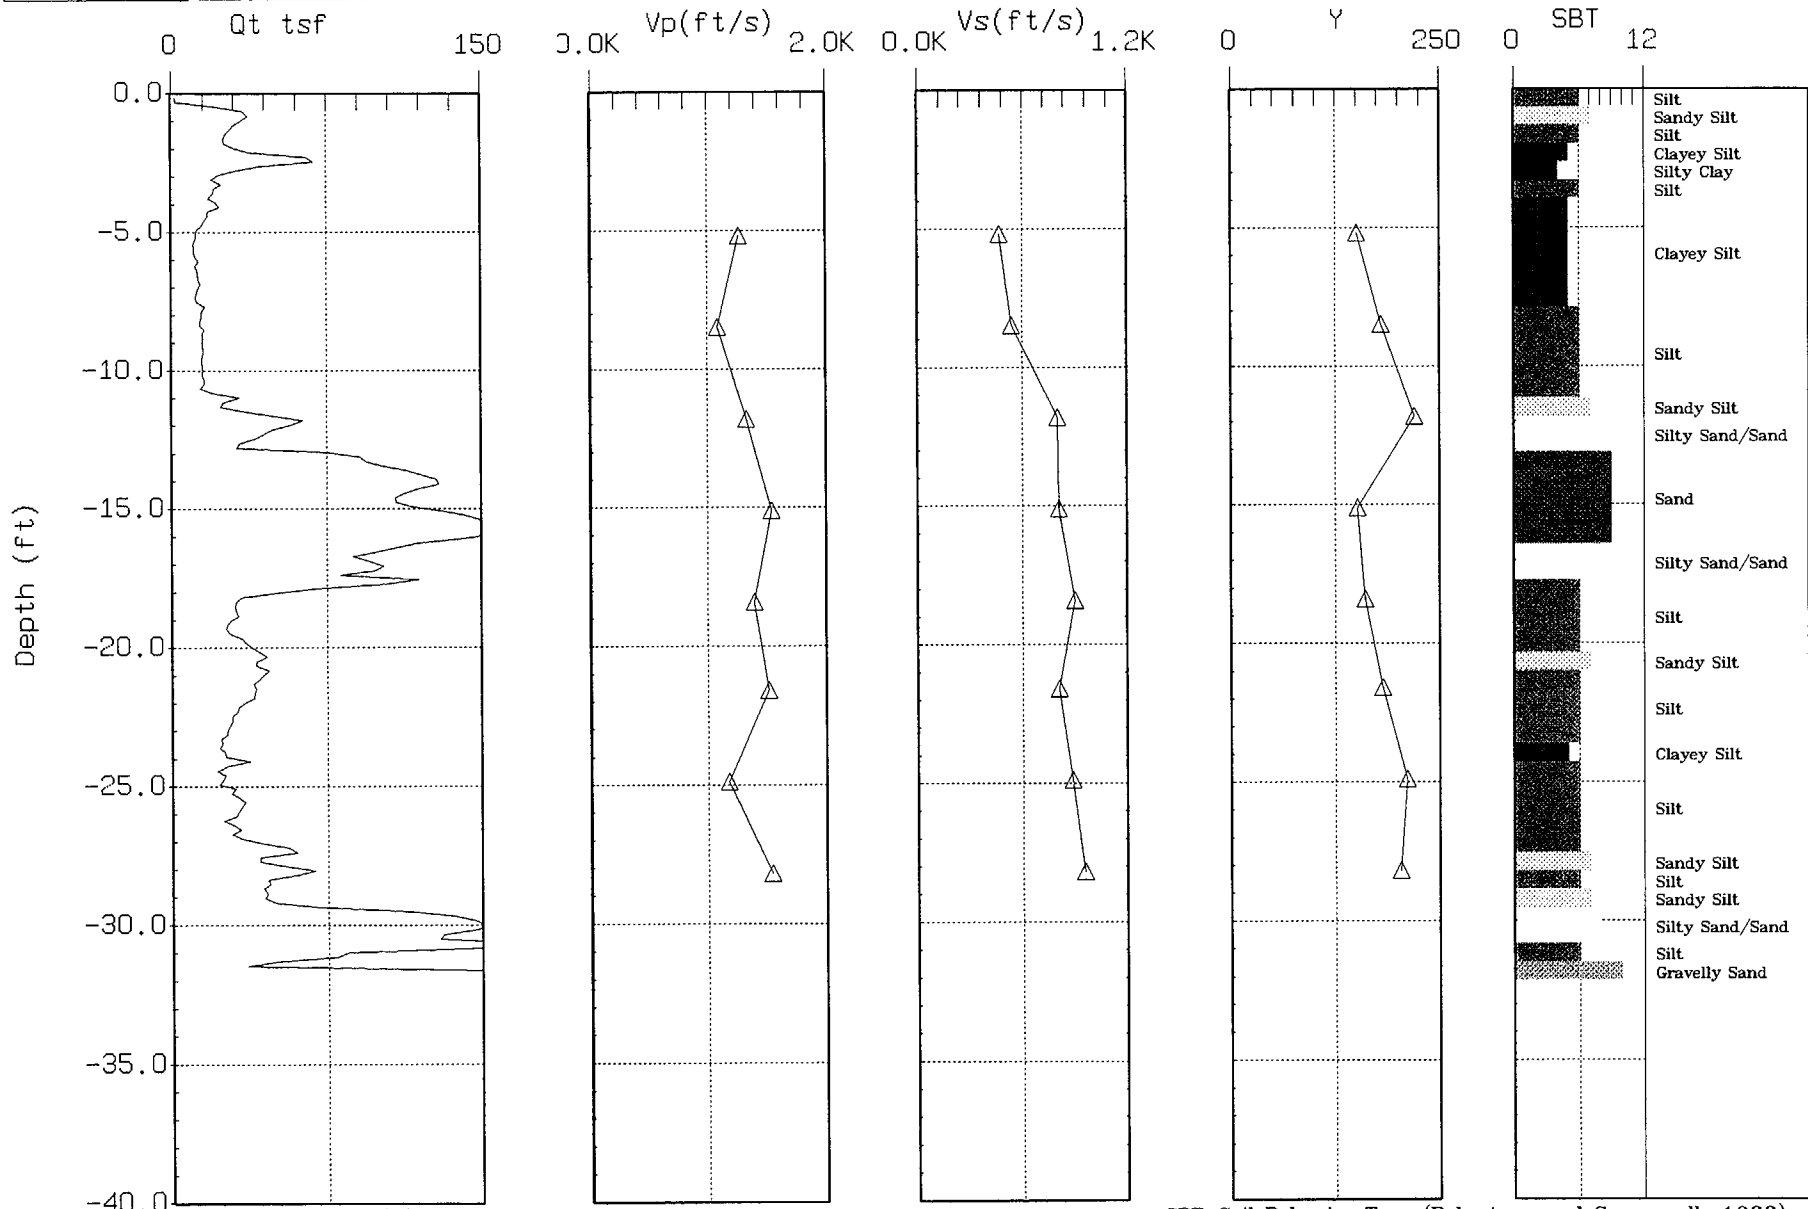 Qt tsf
0 150
Vp(ft/s)
0.0K 2.0K
Vs(ft/s)
0.0K 1.2K
Y
0 250
SBT
0 12
Depth (ft)
0.0
-5.0
-10.0
-15.0
-20.0
-25.0
-30.0
-35.0
-40.0
Silt
Sandy Silt
Silt
Clayey Silt
Silty Clay
Silt
Clayey Silt
Silt
Sandy Silt
Silty Sand/Sand
Sand
Silty Sand/Sand
Silt
Sandy Silt
Silt
Clayey Silt
Silt
Sandy Silt
Silt
Sandy Silt
Silty Sand/Sand
Silt
Gravelly Sand